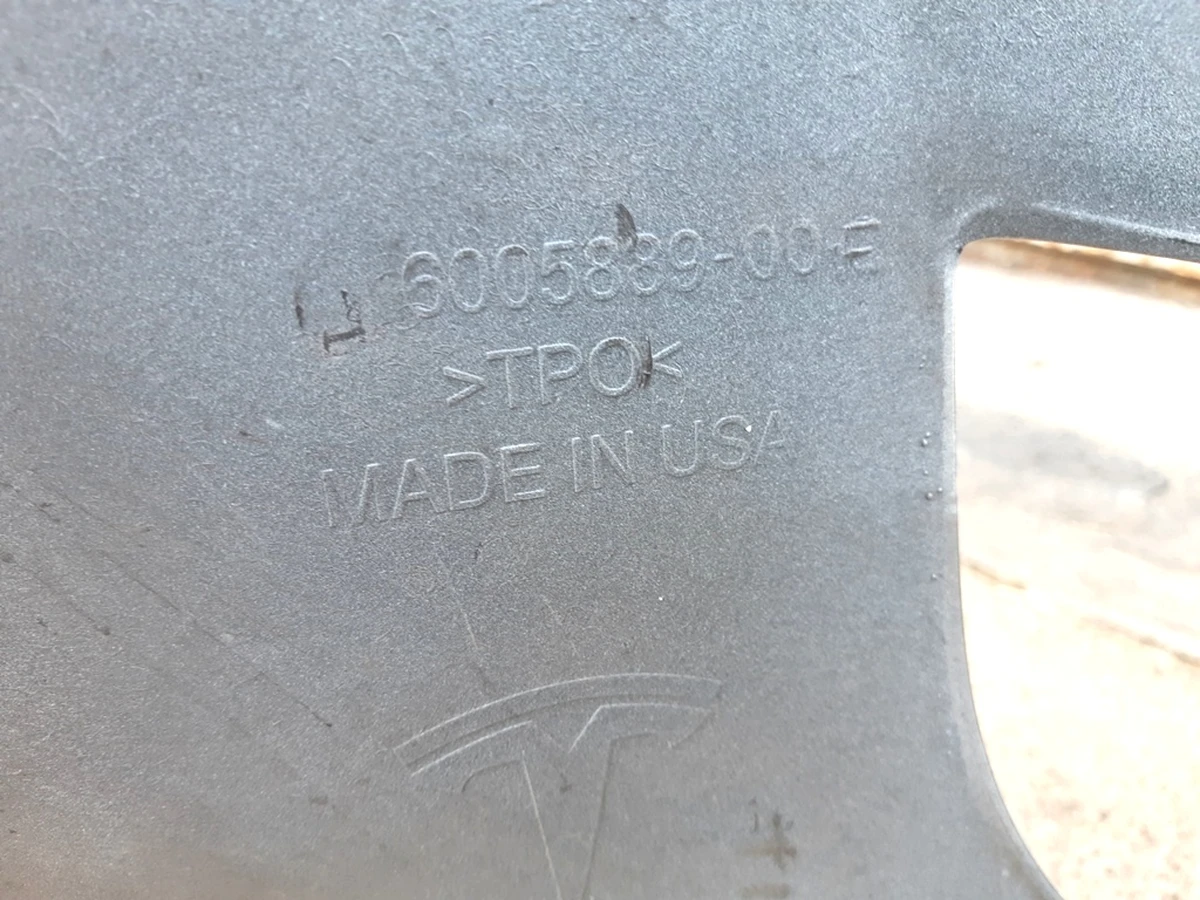 6005889-00-E
>TPO<
MADE IN USA